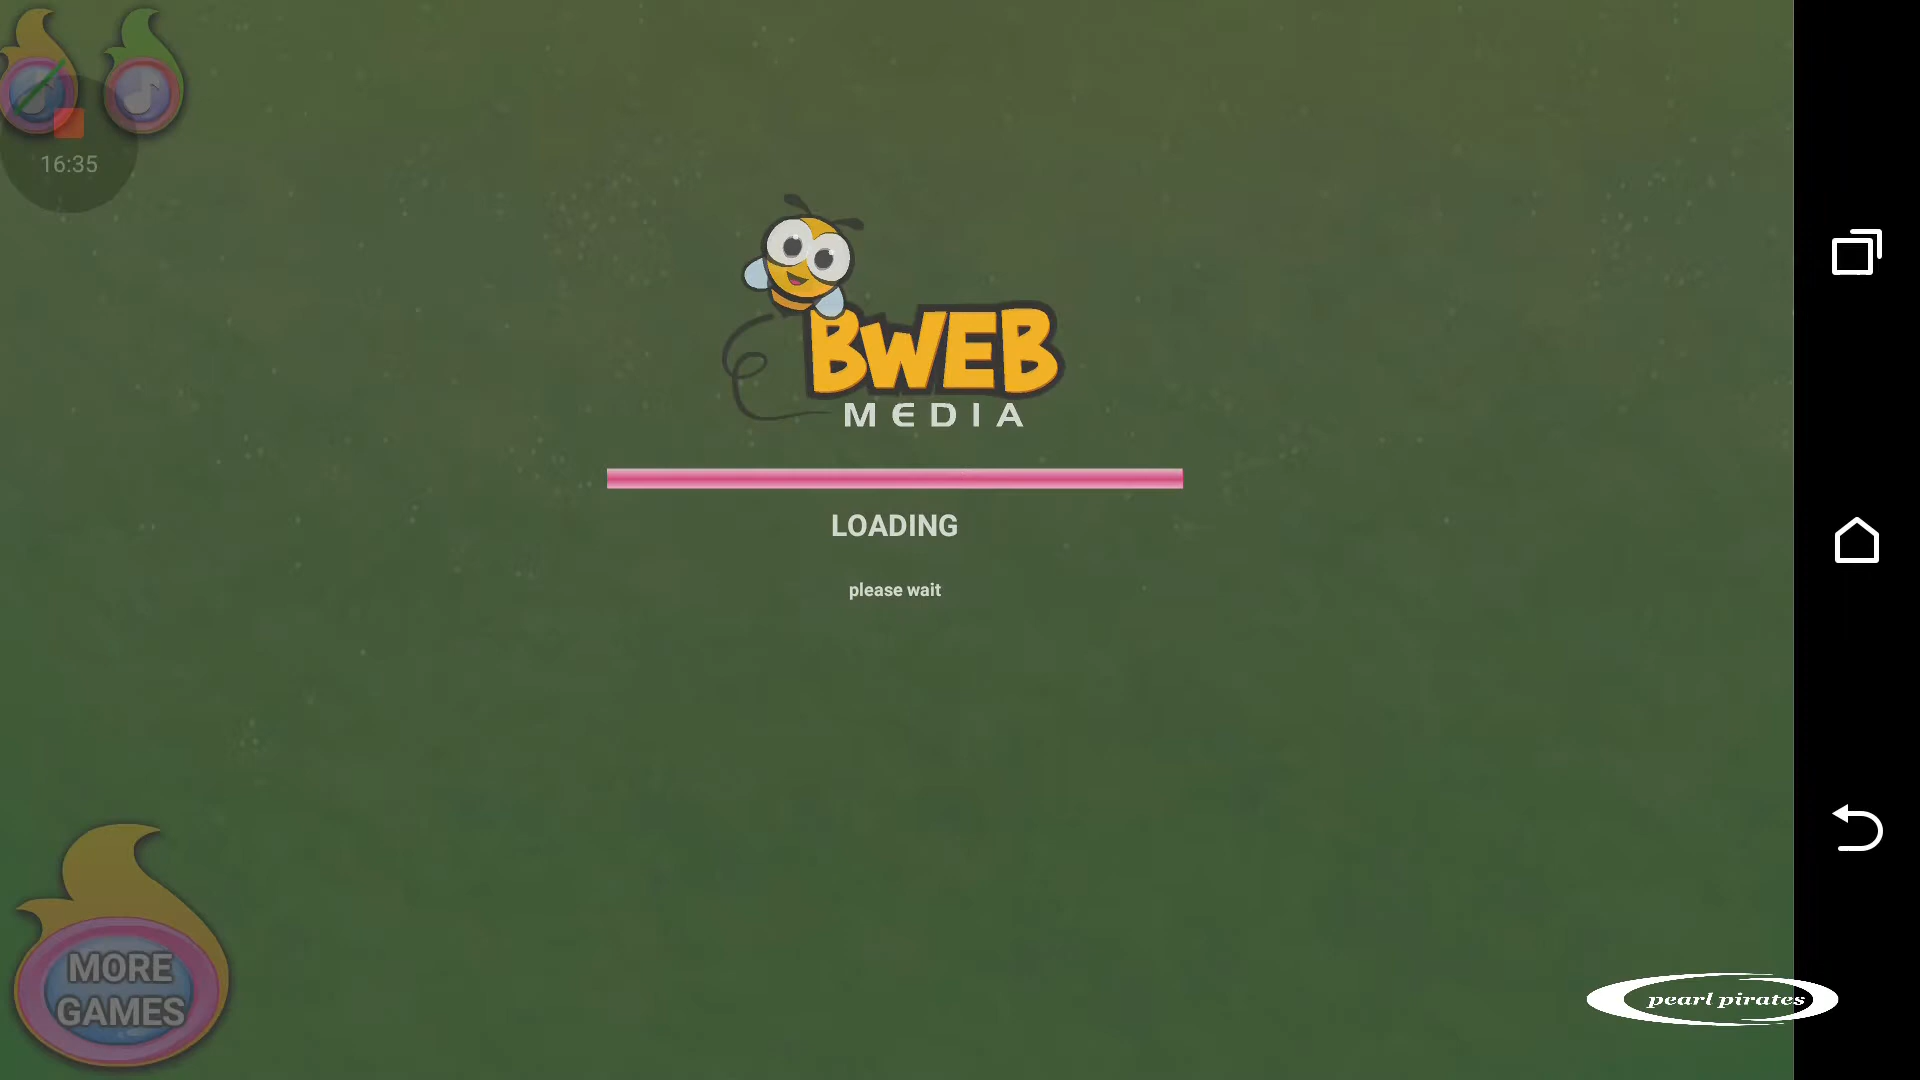 16:35
BWEB
MEDIA
LOADING
please wait
MORE
GAMES
pearl pirates